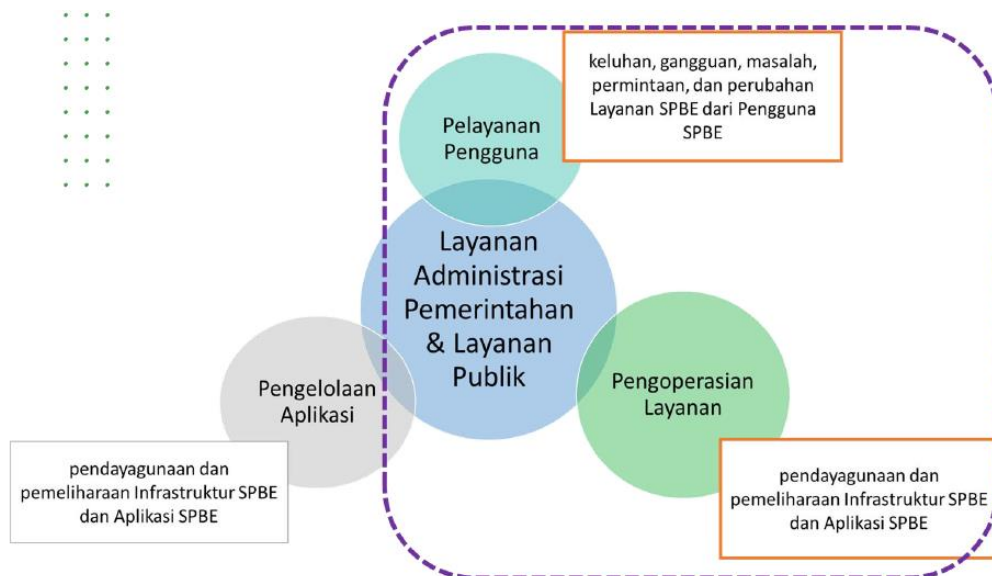 keluhan, gangguan, masalah,
permintaan, dan perubahan
Layanan SPBE dari Pengguna
SPBE
Pelayanan
Pengguna
Layanan
Administrasi
Pemerintahan
& Layanan
Publik
Pengelolaan
Aplikasi
Pengoperasian
Layanan
pendayagunaan dan
pemeliharaan Infrastruktur SPBE
dan Aplikasi SPBE
pendayagunaan dan
pemeliharaan Infrastruktur SPBE
dan Aplikasi SPBE